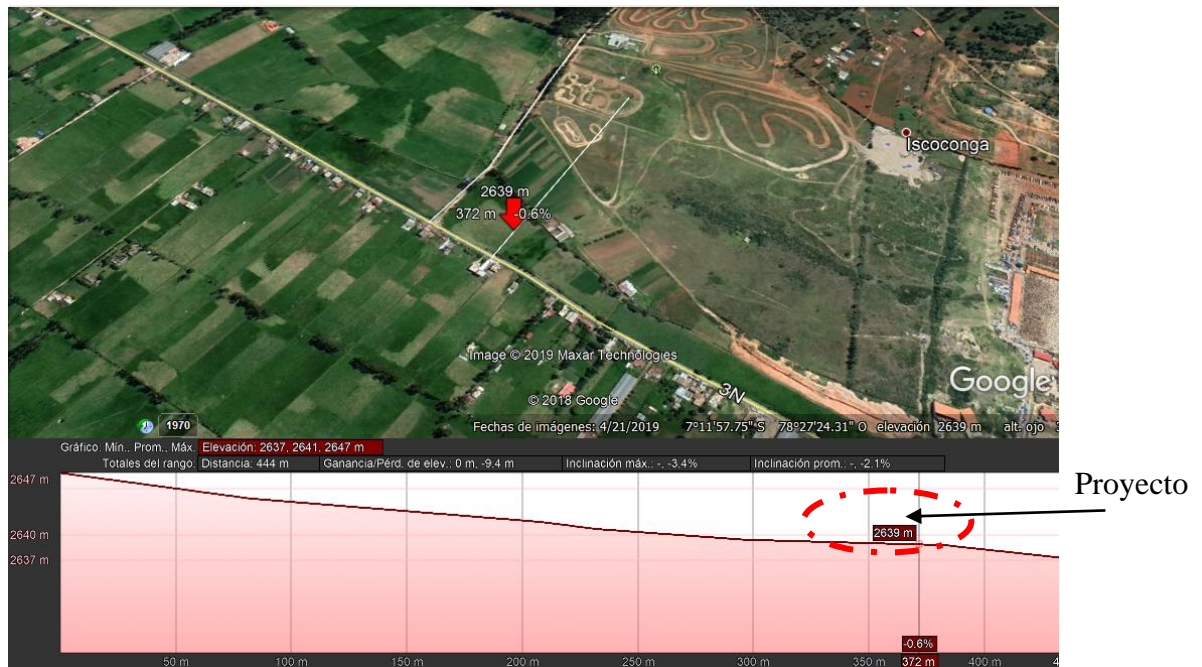 Iscoconga
2639 m
372 m -0.6%
Image © 2019 Maxar Technologies
3N
Google
© 2018 Google
1970
Fechas de imágenes: 4/21/2019 7°11'57.75" S 78°27'24.31" O elevación 2639 m alt. ojo
Gráfico: Mín., Prom., Máx. Elevación: 2637, 2641, 2647 m
Totales del rango: Distancia: 444 m Ganancia/Pérd. de elev.: 0 m, -9.4 m Inclinación máx.: -, -3.4% Inclinación prom.: -, -2.1%
2647 m
Proyecto
2639 m
2640 m
2637 m
-0.6%
50 m 100 m 150 m 200 m 250 m 300 m 350 m 372 m 400 m